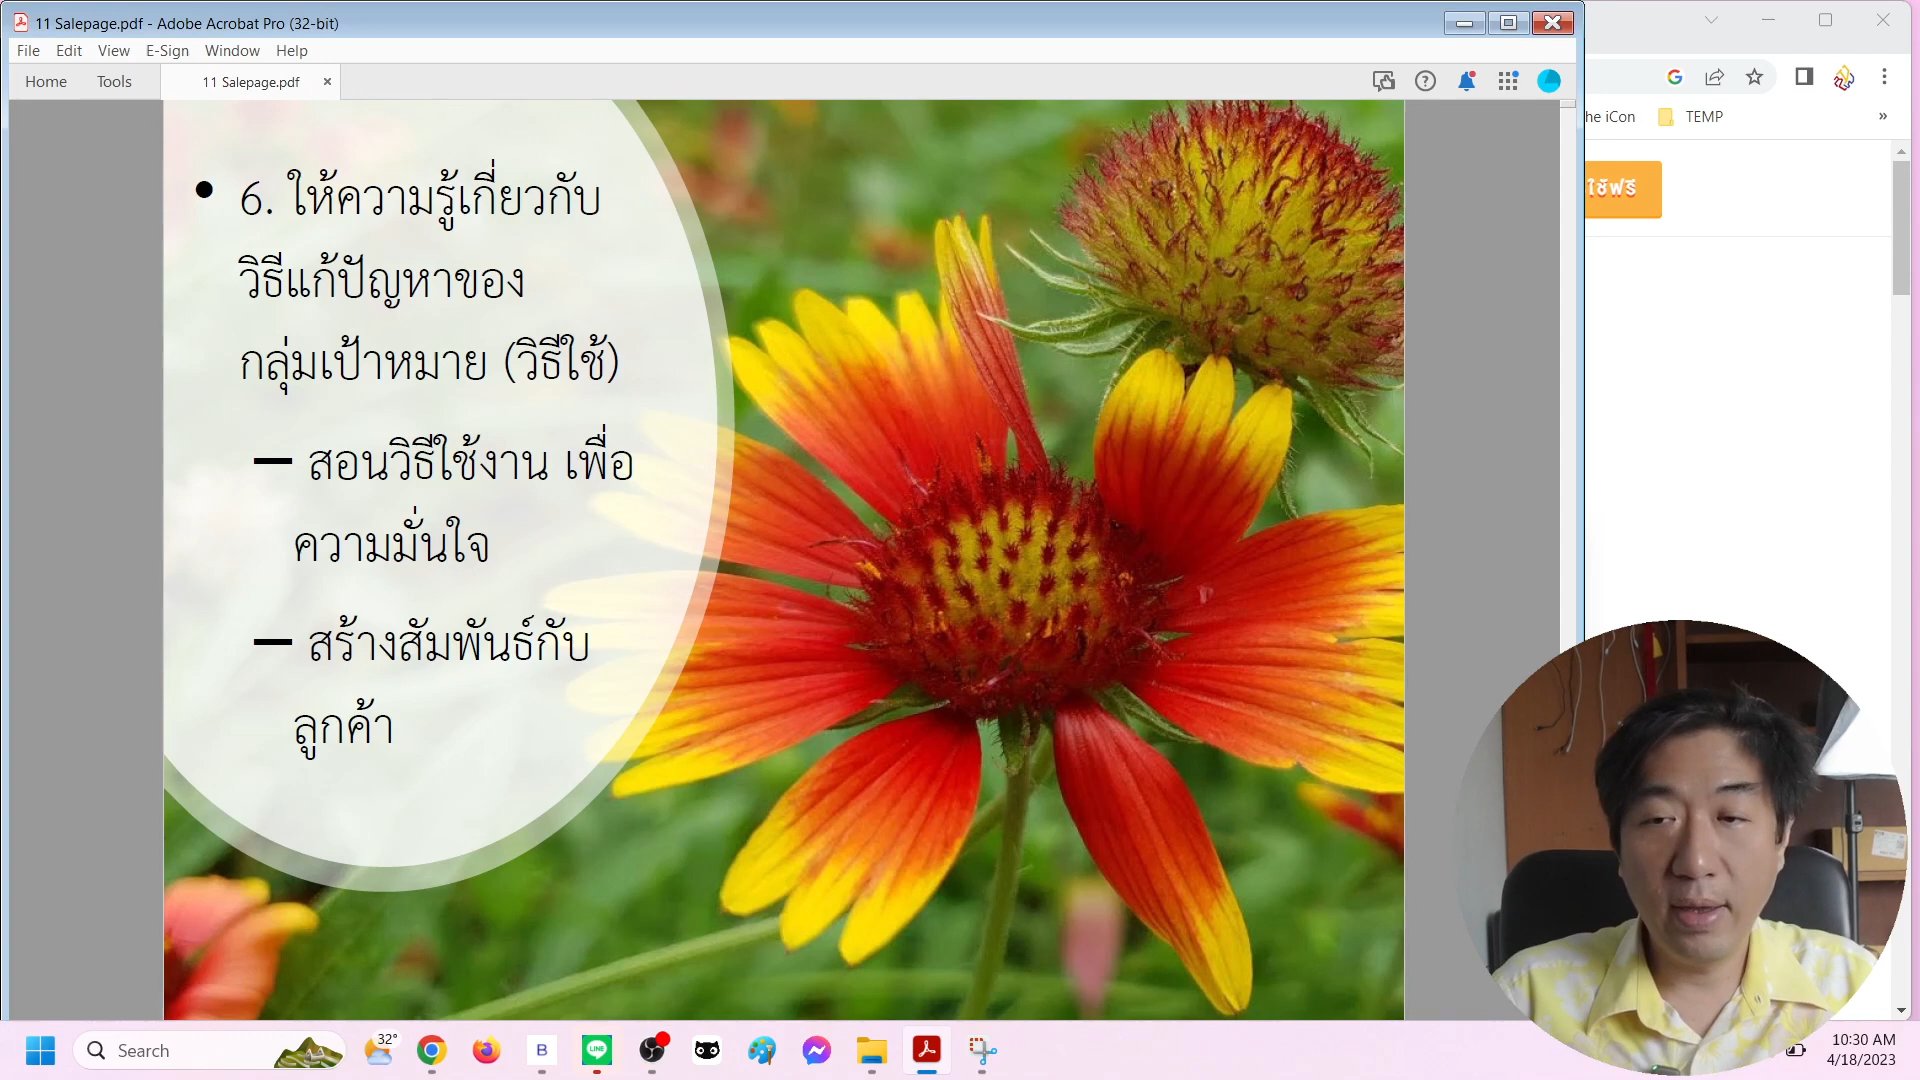 11 Salepage.pdf - Adobe Acrobat Pro (32-bit)
File Edit View E-Sign Window Help
Home Tools 11 Salepage.pdf
he iCon TEMP
ใช้ฟรี
6. ให้ความรู้เกี่ยวกับ
วิธีแก้ปัญหาของ
กลุ่มเป้าหมาย (วิธีใช้)
สอนวิธีใช้งาน เพื่อ
ความมั่นใจ
สร้างสัมพันธ์กับ
ลูกค้า
Search
32°
B
LINE
10:30 AM
4/18/2023